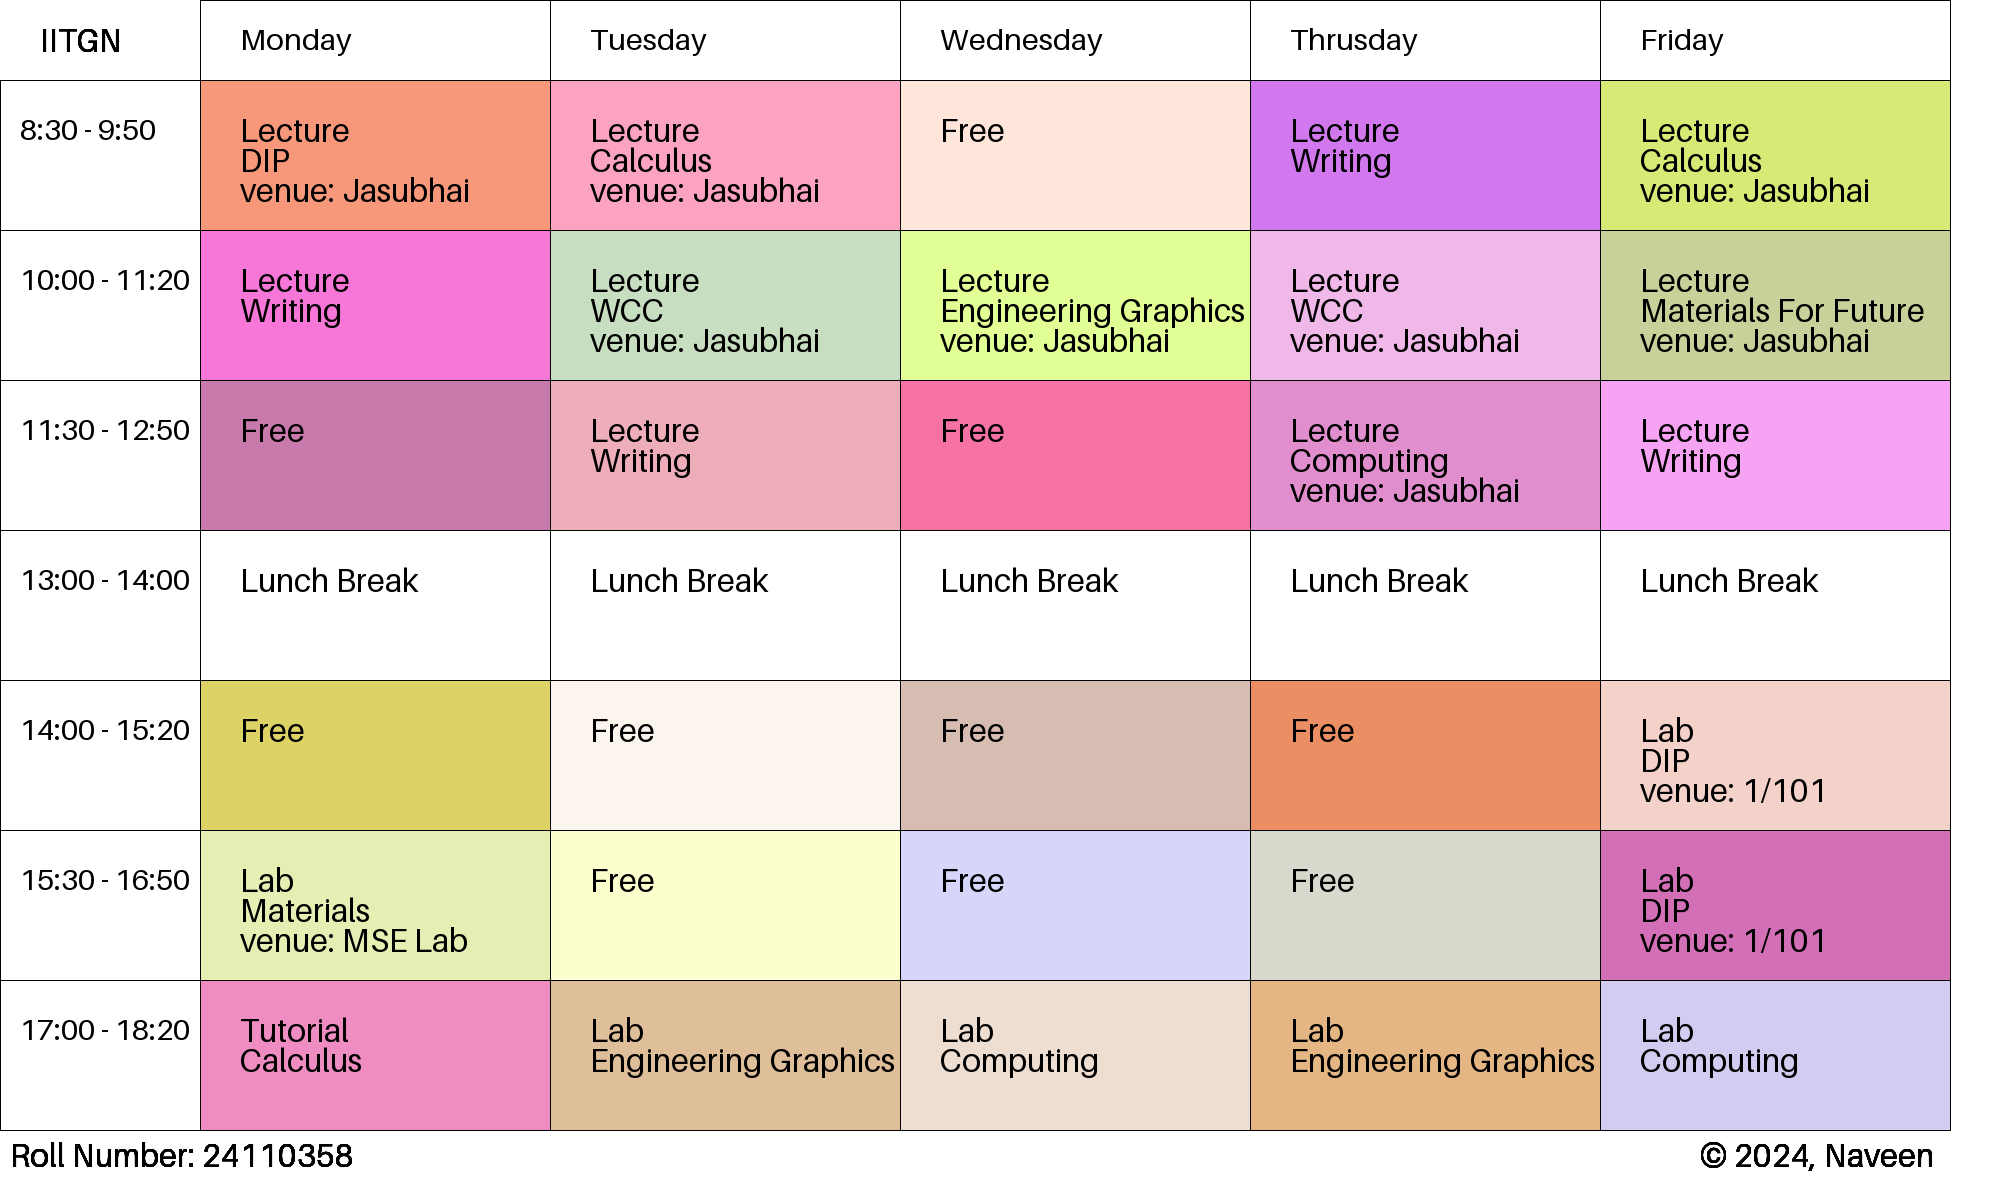 IITGN
Monday
Tuesday
Wednesday
Thrusday
Friday
8:30 - 9:50
Lecture
DIP
venue: Jasubhai
Lecture
Calculus
venue: Jasubhai
Free
Lecture
Writing
Lecture
Calculus
venue: Jasubhai
10:00 - 11:20
Lecture
Writing
Lecture
WCC
venue: Jasubhai
Lecture
Engineering Graphics
venue: Jasubhai
Lecture
WCC
venue: Jasubhai
Lecture
Materials For Future
venue: Jasubhai
11:30 - 12:50
Free
Lecture
Writing
Free
Lecture
Computing
venue: Jasubhai
Lecture
Writing
13:00 - 14:00
Lunch Break
Lunch Break
Lunch Break
Lunch Break
Lunch Break
14:00 - 15:20
Free
Free
Free
Free
Lab
DIP
venue: 1/101
15:30 - 16:50
Lab
Materials
venue: MSE Lab
Free
Free
Free
Lab
DIP
venue: 1/101
17:00 - 18:20
Tutorial
Calculus
Lab
Engineering Graphics
Lab
Computing
Lab
Engineering Graphics
Lab
Computing
Roll Number: 24110358
© 2024, Naveen